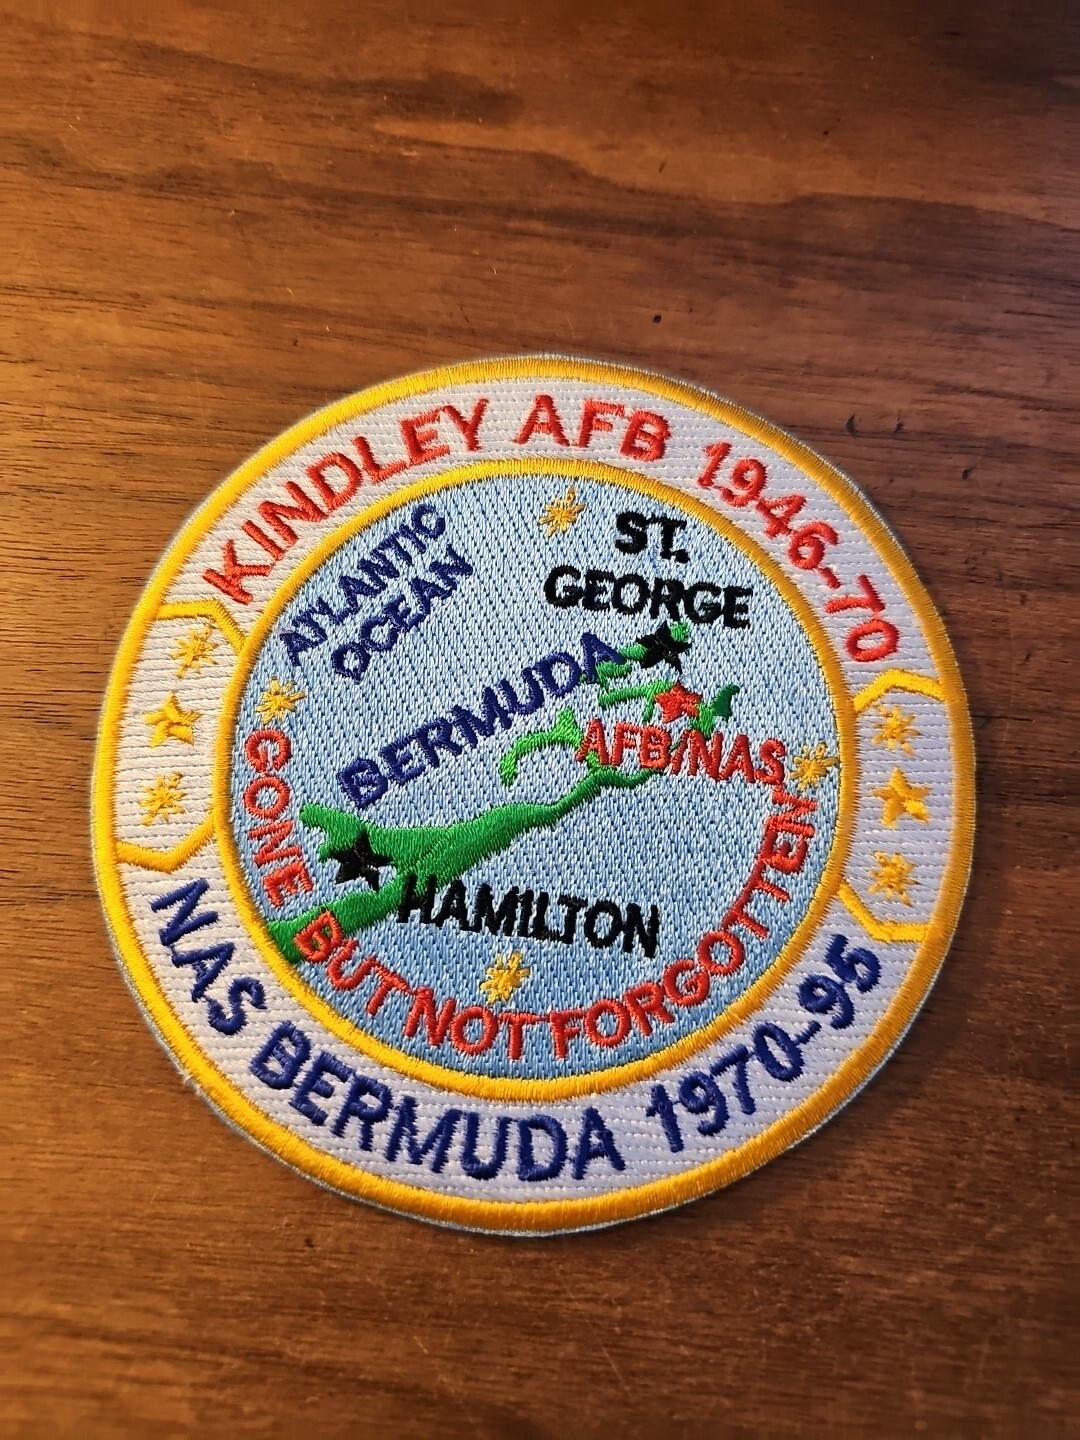 KINDLEY AFB 1946-70
ATLANTIC
OCEAN
ST.
GEORGE
BERMUDA
AFB/NAS
HAMILTON
GONE BUT NOT FORGOTTEN
NAS BERMUDA 1970-95